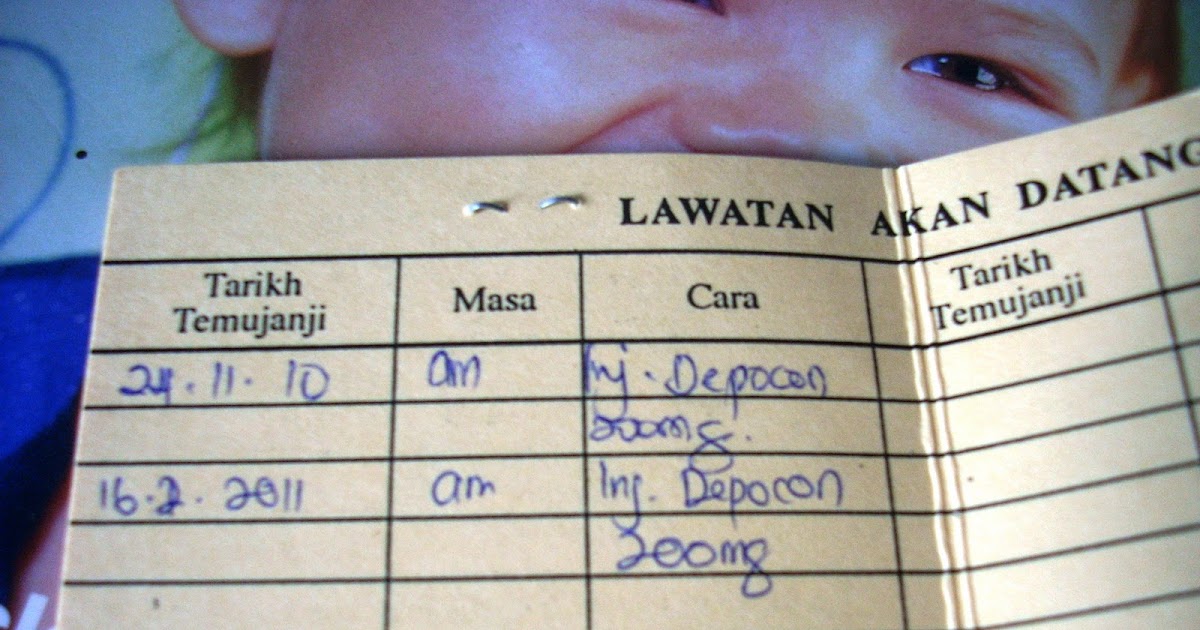 LAWATAN AKAN DATANG
Tarikh Temujanji Masa Cara Tarikh Temujanji
24.11.10 am Inj. Depocon
200mg.
16.2.2011 am Inj. Depocon
200mg